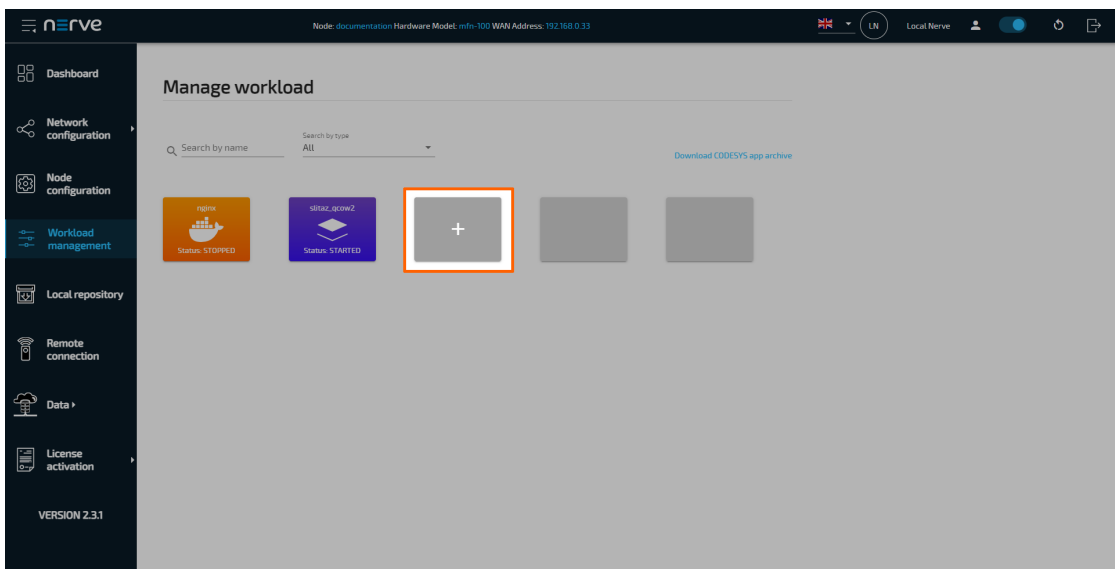 nerve
Node: documentation Hardware Model: mfn-100 WAN Address: 192.168.0.33
LN
Local Nerve
Dashboard
Network
configuration
Node
configuration
Workload
management
Local repository
Remote
connection
Data
License
activation
VERSION 2.3.1
Manage workload
Search by name
Search by type
All
Download CODESYS app archive
nginx
Status: STOPPED
slitaz_qcow2
Status: STARTED
+